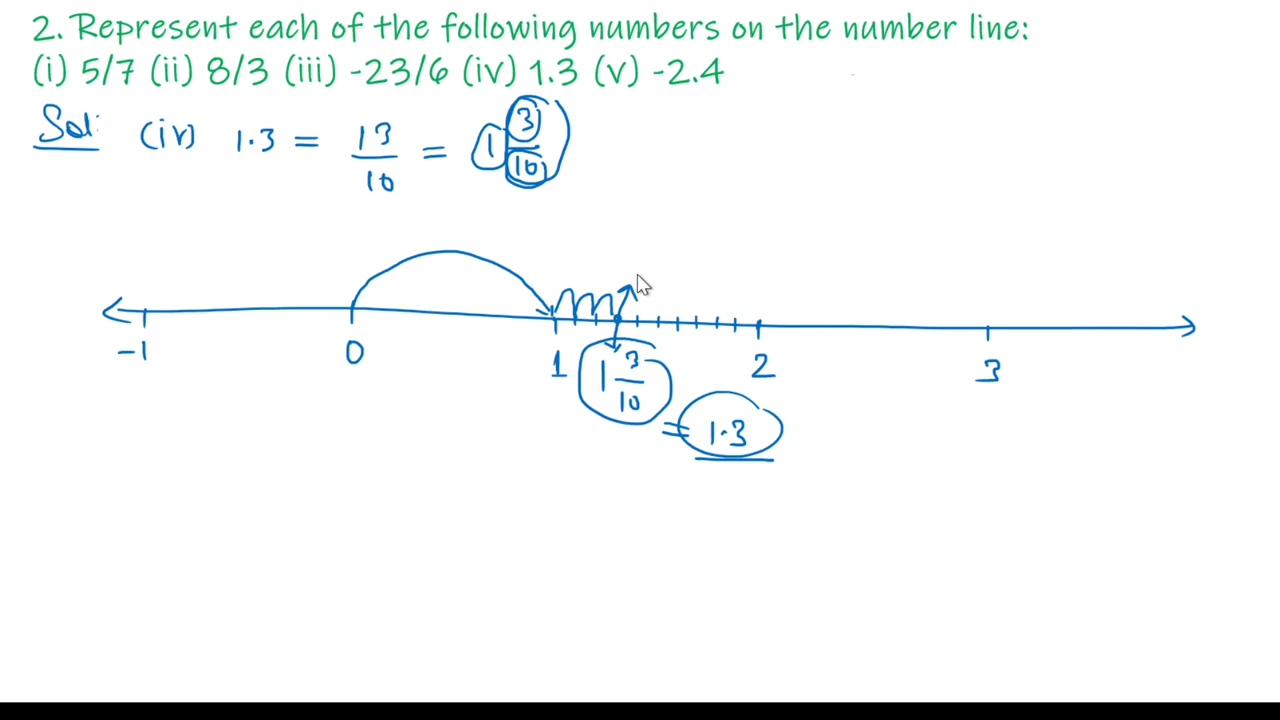 2. Represent each of the following numbers on the number line:
(i) 5/7 (ii) 8/3 (iii) -23/6 (iv) 1.3 (v) -2.4
Sol: (iv) 1.3 = 13/10 = 1 3/10
-1 0 1 2 3
1 3/10
= 1.3